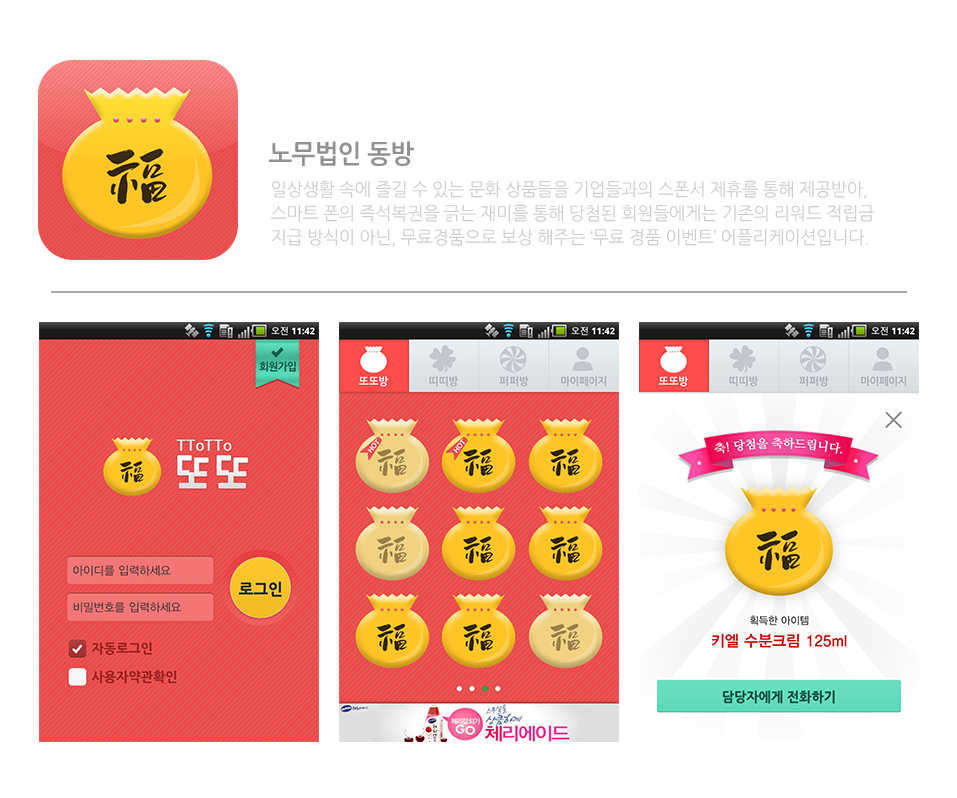 福
노무법인 동방
일상생활 속에 즐길 수 있는 문화 상품들을 기업들과의 스폰서 제휴를 통해 제공받아,
스마트 폰의 즉석복권을 긁는 재미를 통해 당첨된 회원들에게는 기존의 리워드 적립금
지급 방식이 아닌, 무료경품으로 보상 해주는 ‘무료 경품 이벤트’ 어플리케이션입니다.
오전 11:42
회원가입
福
TToTTo
또또
아이디를 입력하세요
비밀번호를 입력하세요
로그인
자동로그인
사용자약관확인
오전 11:42
또또방 띠띠방 퍼퍼방 마이페이지
HOT 福 HOT 福 福
福 福 福
福 福 福
GO
상큼하게
체리에이드
오전 11:42
또또방 띠띠방 퍼퍼방 마이페이지
축! 당첨을 축하드립니다.
福
획득한 아이템
키엘 수분크림 125ml
담당자에게 전화하기